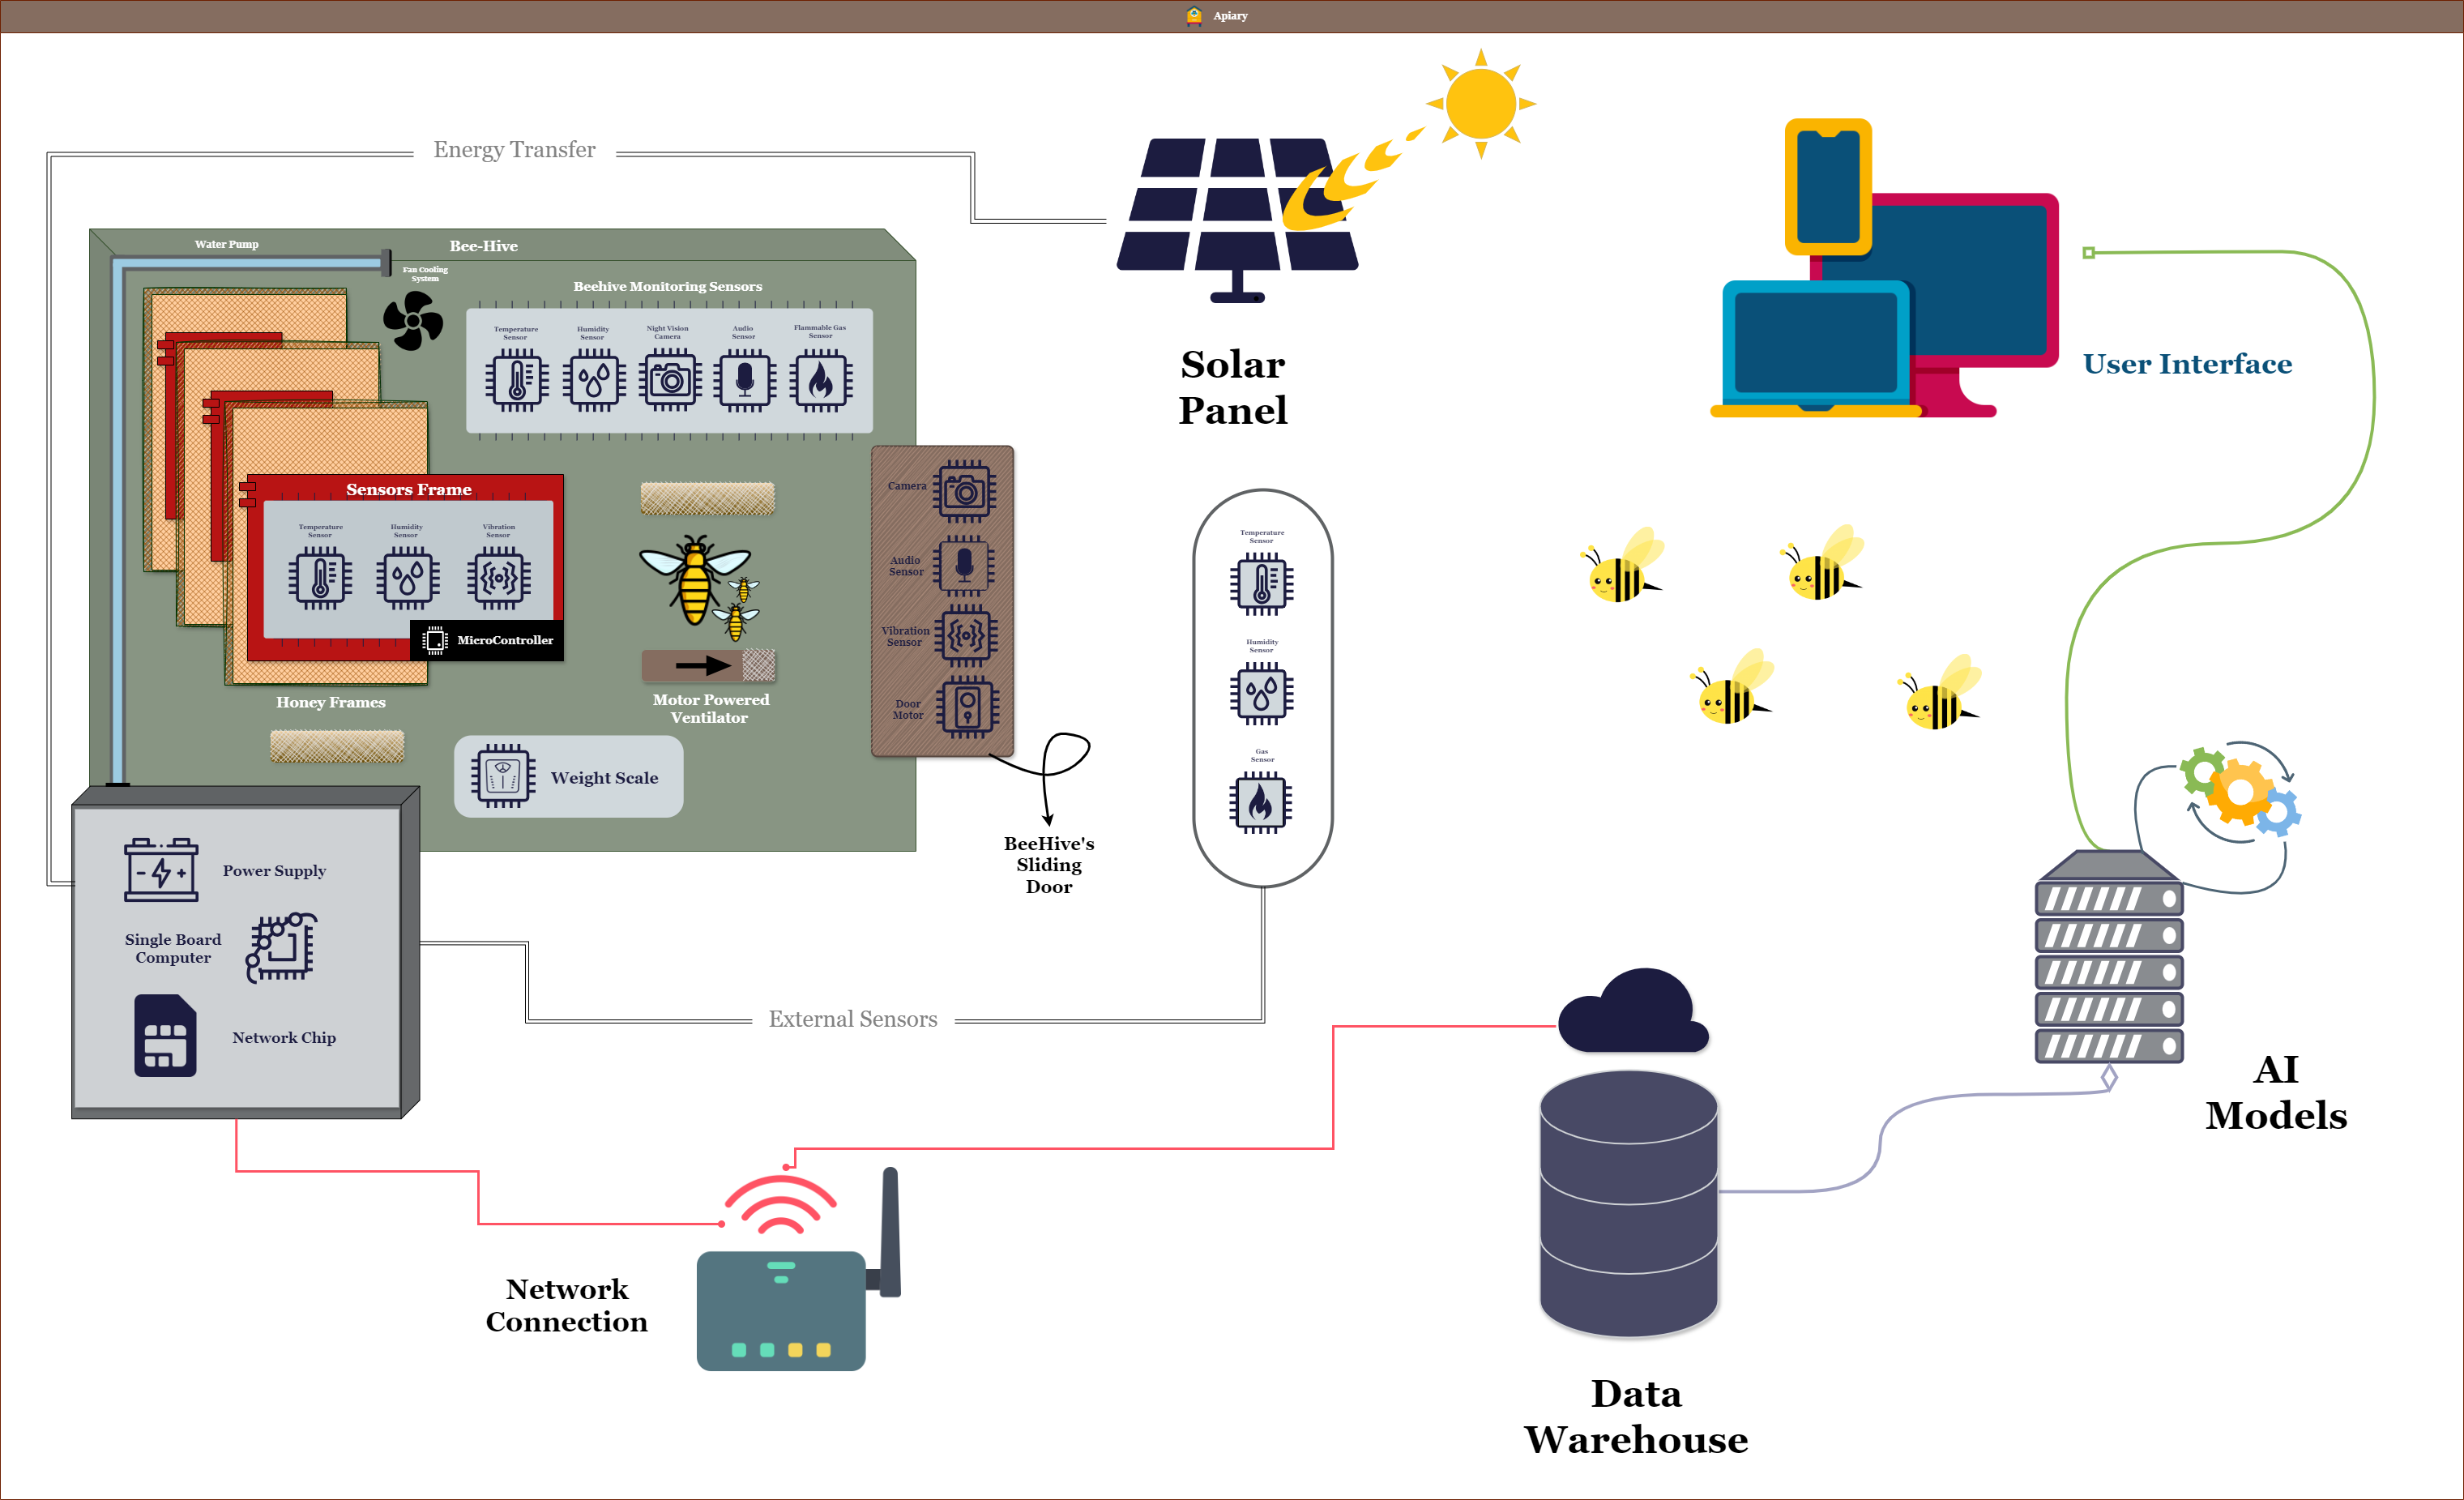 Apiary
Energy Transfer
Water Pump
Bee-Hive
Fan Cooling
System
Beehive Monitoring Sensors
Temperature
Sensor
Humidity
Sensor
Night Vision
Camera
Audio
Sensor
Flammable Gas
Sensor
Sensors Frame
Temperature
Sensor
Humidity
Sensor
Vibration
Sensor
MicroController
Honey Frames
Motor Powered
Ventilator
Weight Scale
Camera
Audio
Sensor
Vibration
Sensor
Door
Motor
BeeHive's
Sliding
Door
Solar
Panel
Temperature
Sensor
Humidity
Sensor
Gas
Sensor
User Interface
Power Supply
Single Board
Computer
Network Chip
External Sensors
Network
Connection
Data
Warehouse
AI
Models